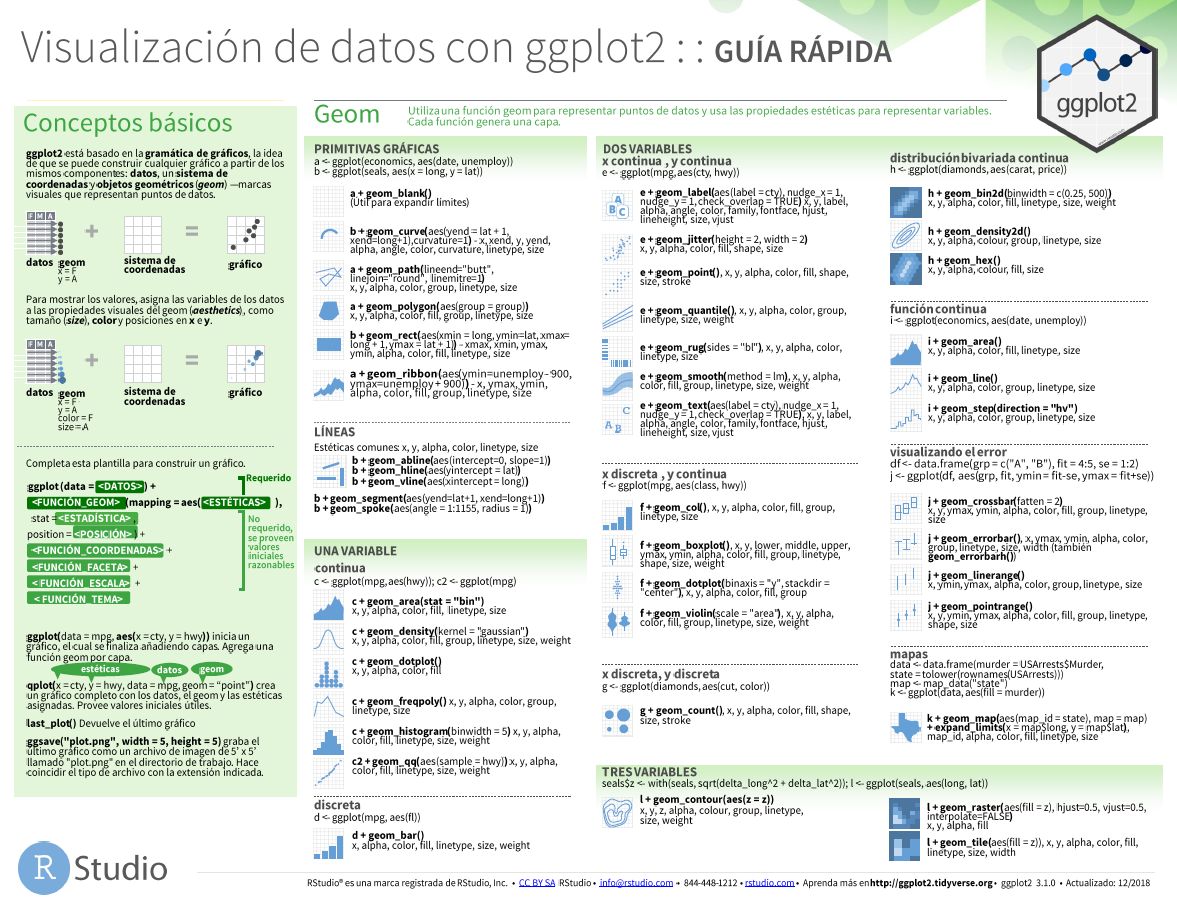 Visualización de datos con ggplot2 : : GUÍA RÁPIDA
ggplot2
Conceptos básicos
ggplot2 está basado en la gramática de gráficos, la idea
de que se puede construir cualquier gráfico a partir de los
mismos componentes: datos, un sistema de
coordenadas y objetos geométricos (geom) —marcas
visuales que representan puntos de datos.
F M A
+ =
datos geom
x = F
y = A
sistema de
coordenadas
gráfico
Para mostrar los valores, asigna las variables de los datos
a las propiedades visuales del geom (aesthetics), como
tamaño (size), color y posiciones en x e y.
F M A
+ =
datos geom
x = F
y = A
color = F
size = A
sistema de
coordenadas
gráfico
Completa esta plantilla para construir un gráfico.
ggplot (data = <DATOS>) +
<FUNCIÓN_GEOM> (mapping = aes(<ESTÉTICAS> ),
stat = <ESTADÍSTICA> ,
position = <POSICIÓN>) +
<FUNCIÓN_COORDENADAS> +
<FUNCIÓN_FACETA> +
<FUNCIÓN_ESCALA> +
< FUNCIÓN_TEMA>
Requerido
No
requerido,
se proveen
valores
iniciales
razonables
ggplot(data = mpg, aes(x = cty, y = hwy)) inicia un
gráfico, el cual se finaliza añadiendo capas. Agrega una
función geom por capa.
estéticas datos geom
qplot(x = cty, y = hwy, data = mpg, geom = “point”) crea
un gráfico completo con los datos, el geom y las estéticas
asignadas. Provee valores iniciales útiles.
last_plot() Devuelve el último gráfico
ggsave("plot.png", width = 5, height = 5) graba el
último gráfico como un archivo de imagen de 5’ x 5’
llamado "plot.png" en el directorio de trabajo. Hace
coincidir el tipo de archivo con la extensión indicada.
R Studio
Geom
Utiliza una función geom para representar puntos de datos y usa las propiedades estéticas para representar variables.
Cada función genera una capa.
PRIMITIVAS GRÁFICAS
a <- ggplot(economics, aes(date, unemploy))
b <- ggplot(seals, aes(x = long, y = lat))
a + geom_blank()
(Útil para expandir límites)
b + geom_curve(aes(yend = lat + 1,
xend=long+1),curvature=1) - x, xend, y, yend,
alpha, angle, color, curvature, linetype, size
a + geom_path(lineend="butt",
linejoin="round", linemitre=1)
x, y, alpha, color, group, linetype, size
a + geom_polygon(aes(group = group))
x, y, alpha, color, fill, group, linetype, size
b + geom_rect(aes(xmin = long, ymin=lat, xmax=
long + 1, ymax = lat + 1)) - xmax, xmin, ymax,
ymin, alpha, color, fill, linetype, size
a + geom_ribbon(aes(ymin=unemploy - 900,
ymax=unemploy + 900)) - x, ymax, ymin,
alpha, color, fill, group, linetype, size
LÍNEAS
Estéticas comunes: x, y, alpha, color, linetype, size
b + geom_abline(aes(intercept=0, slope=1))
b + geom_hline(aes(yintercept = lat))
b + geom_vline(aes(xintercept = long))
b + geom_segment(aes(yend=lat+1, xend=long+1))
b + geom_spoke(aes(angle = 1:1155, radius = 1))
UNA VARIABLE
continua
c <- ggplot(mpg, aes(hwy)); c2 <- ggplot(mpg)
c + geom_area(stat = "bin")
x, y, alpha, color, fill, linetype, size
c + geom_density(kernel = "gaussian")
x, y, alpha, color, fill, group, linetype, size, weight
c + geom_dotplot()
x, y, alpha, color, fill
c + geom_freqpoly() x, y, alpha, color, group,
linetype, size
c + geom_histogram(binwidth = 5) x, y, alpha,
color, fill, linetype, size, weight
c2 + geom_qq(aes(sample = hwy)) x, y, alpha,
color, fill, linetype, size, weight
discreta
d <- ggplot(mpg, aes(fl))
d + geom_bar()
x, alpha, color, fill, linetype, size, weight
DOS VARIABLES
x continua , y continua
e <- ggplot(mpg, aes(cty, hwy))
e + geom_label(aes(label = cty), nudge_x = 1,
nudge_y = 1, check_overlap = TRUE) x, y, label,
alpha, angle, color, family, fontface, hjust,
lineheight, size, vjust
e + geom_jitter(height = 2, width = 2)
x, y, alpha, color, fill, shape, size
e + geom_point(), x, y, alpha, color, fill, shape,
size, stroke
e + geom_quantile(), x, y, alpha, color, group,
linetype, size, weight
e + geom_rug(sides = "bl"), x, y, alpha, color,
linetype, size
e + geom_smooth(method = lm), x, y, alpha,
color, fill, group, linetype, size, weight
e + geom_text(aes(label = cty), nudge_x = 1,
nudge_y = 1, check_overlap = TRUE), x, y, label,
alpha, angle, color, family, fontface, hjust,
lineheight, size, vjust
x discreta , y continua
f <- ggplot(mpg, aes(class, hwy))
f + geom_col(), x, y, alpha, color, fill, group,
linetype, size
f + geom_boxplot(), x, y, lower, middle, upper,
ymax, ymin, alpha, color, fill, group, linetype,
shape, size, weight
f + geom_dotplot(binaxis = "y", stackdir =
"center"), x, y, alpha, color, fill, group
f + geom_violin(scale = "area"), x, y, alpha,
color, fill, group, linetype, size, weight
x discreta, y discreta
g <- ggplot(diamonds, aes(cut, color))
g + geom_count(), x, y, alpha, color, fill, shape,
size, stroke
distribución bivariada continua
h <- ggplot(diamonds, aes(carat, price))
h + geom_bin2d(binwidth = c(0.25, 500))
x, y, alpha, color, fill, linetype, size, weight
h + geom_density2d()
x, y, alpha, colour, group, linetype, size
h + geom_hex()
x, y, alpha, colour, fill, size
función continua
i <- ggplot(economics, aes(date, unemploy))
i + geom_area()
x, y, alpha, color, fill, linetype, size
i + geom_line()
x, y, alpha, color, group, linetype, size
i + geom_step(direction = "hv")
x, y, alpha, color, group, linetype, size
visualizando el error
df <- data.frame(grp = c("A", "B"), fit = 4:5, se = 1:2)
j <- ggplot(df, aes(grp, fit, ymin = fit-se, ymax = fit+se))
j + geom_crossbar(fatten = 2)
x, y, ymax, ymin, alpha, color, fill, group, linetype,
size
j + geom_errorbar(), x, ymax, ymin, alpha, color,
group, linetype, size, width (también
geom_errorbarh())
j + geom_linerange()
x, ymin, ymax, alpha, color, group, linetype, size
j + geom_pointrange()
x, y, ymin, ymax, alpha, color, fill, group, linetype,
shape, size
mapas
data <- data.frame(murder = USArrests$Murder,
state = tolower(rownames(USArrests)))
map <- map_data("state")
k <- ggplot(data, aes(fill = murder))
k + geom_map(aes(map_id = state), map = map)
+ expand_limits(x = map$long, y = map$lat),
map_id, alpha, color, fill, linetype, size
TRES VARIABLES
seals$z <- with(seals, sqrt(delta_long^2 + delta_lat^2)); l <- ggplot(seals, aes(long, lat))
l + geom_contour(aes(z = z))
x, y, z, alpha, colour, group, linetype,
size, weight
l + geom_raster(aes(fill = z), hjust=0.5, vjust=0.5,
interpolate=FALSE)
x, y, alpha, fill
l + geom_tile(aes(fill = z)), x, y, alpha, color, fill,
linetype, size, width
RStudio® es una marca registrada de RStudio, Inc. • CC BY SA RStudio • info@rstudio.com • 844-448-1212 • rstudio.com • Aprenda más en http://ggplot2.tidyverse.org • ggplot2 3.1.0 • Actualizado: 12/2018